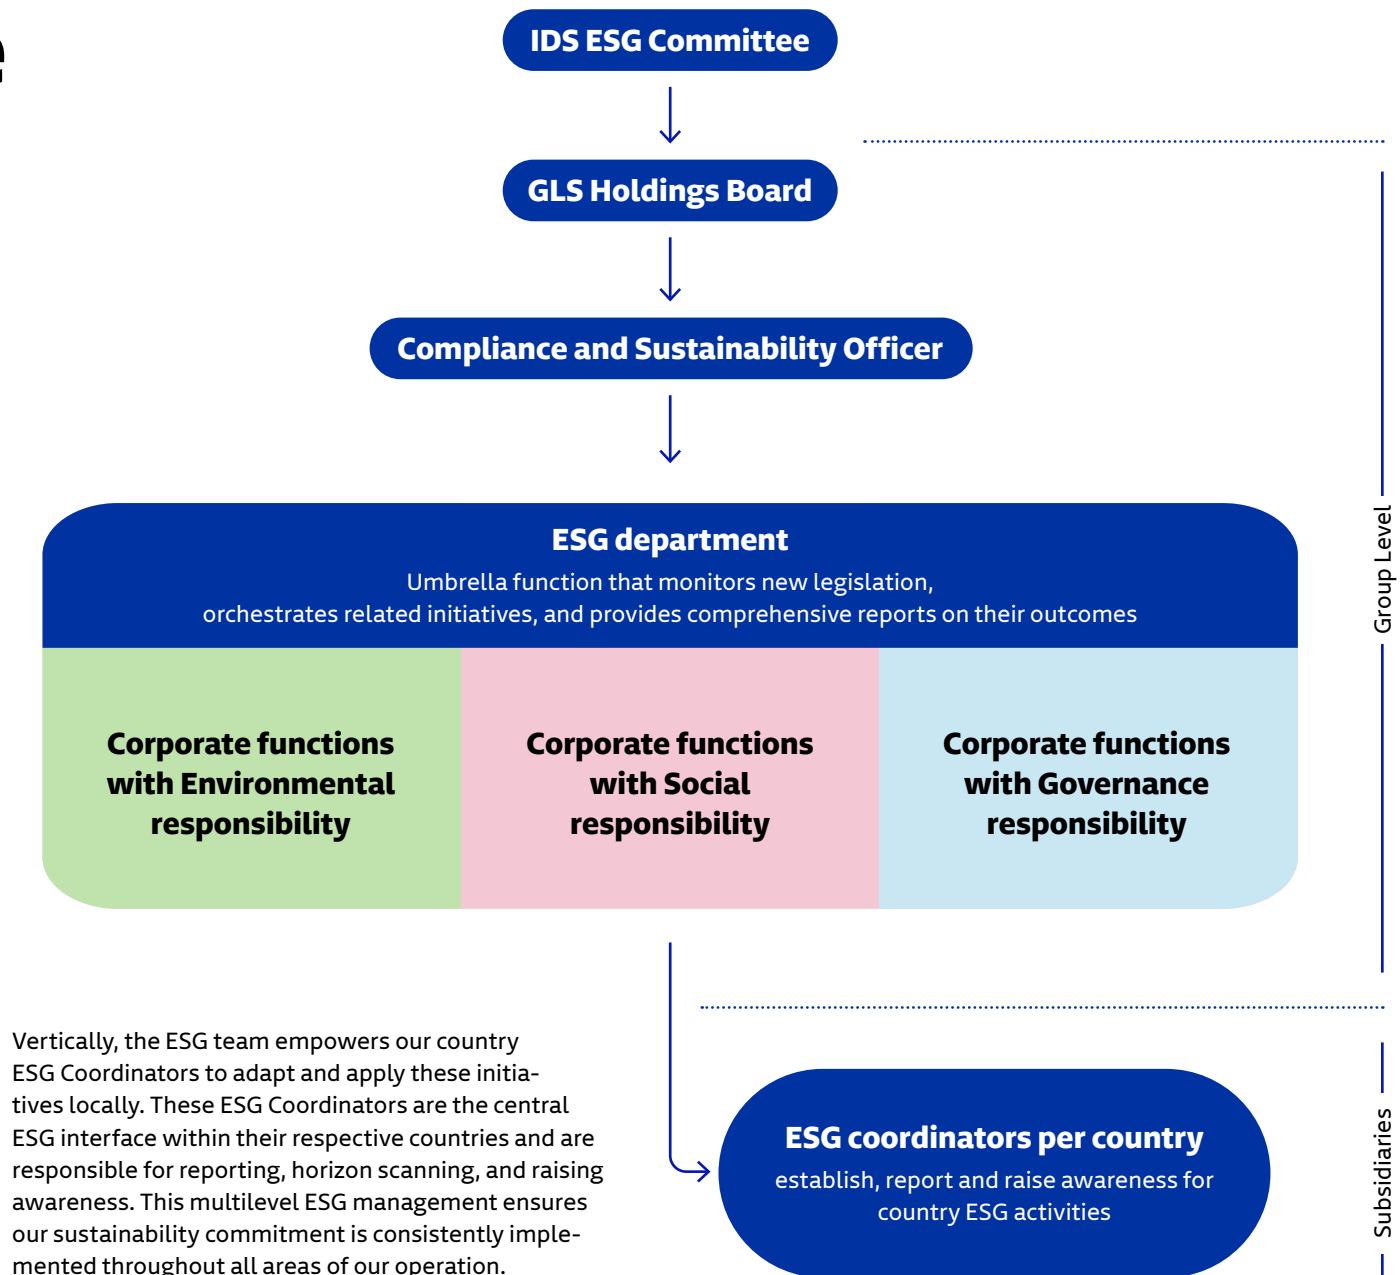 e
IDS ESG Committee
GLS Holdings Board
Compliance and Sustainability Officer
ESG department
Umbrella function that monitors new legislation,
orchestrates related initiatives, and provides comprehensive reports on their outcomes
Corporate functions
with Environmental
responsibility
Corporate functions
with Social
responsibility
Corporate functions
with Governance
responsibility
Group Level
Vertically, the ESG team empowers our country
ESG Coordinators to adapt and apply these initia-
tives locally. These ESG Coordinators are the central
ESG interface within their respective countries and are
responsible for reporting, horizon scanning, and raising
awareness. This multilevel ESG management ensures
our sustainability commitment is consistently imple-
mented throughout all areas of our operation.
ESG coordinators per country
establish, report and raise awareness for
country ESG activities
Subsidiaries